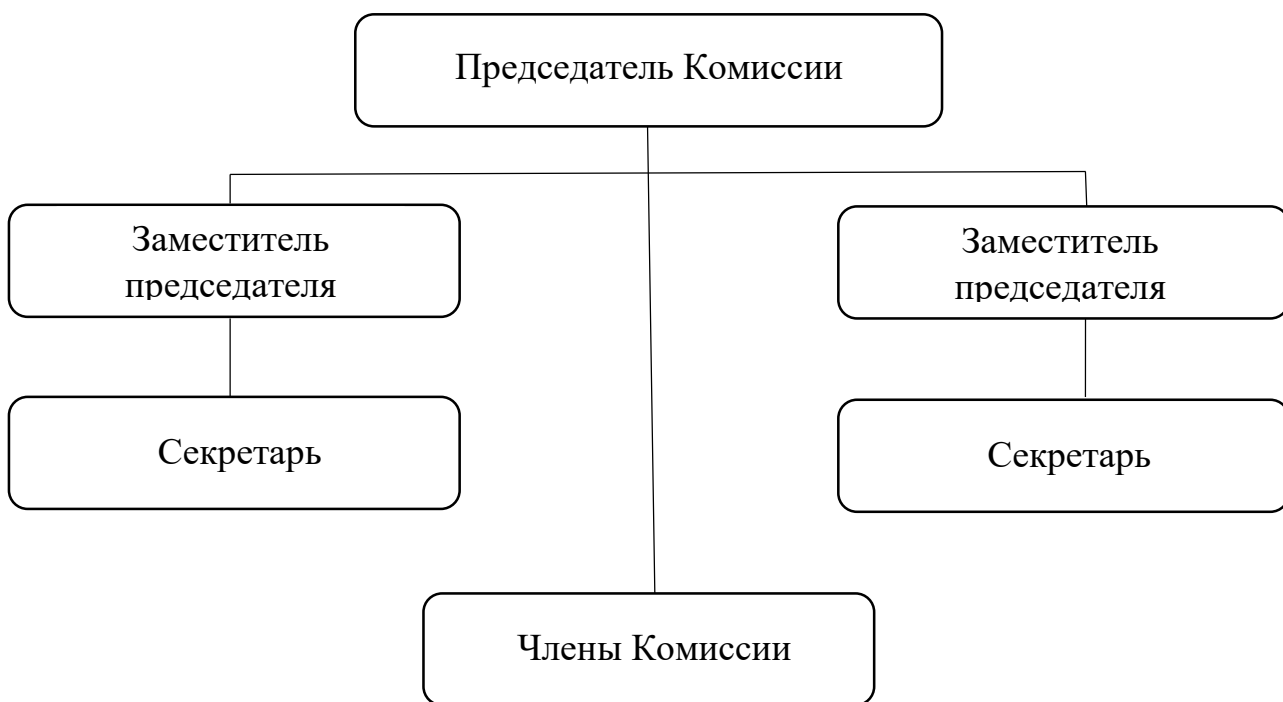 Председатель Комиссии
Заместитель
председателя
Заместитель
председателя
Секретарь
Секретарь
Члены Комиссии